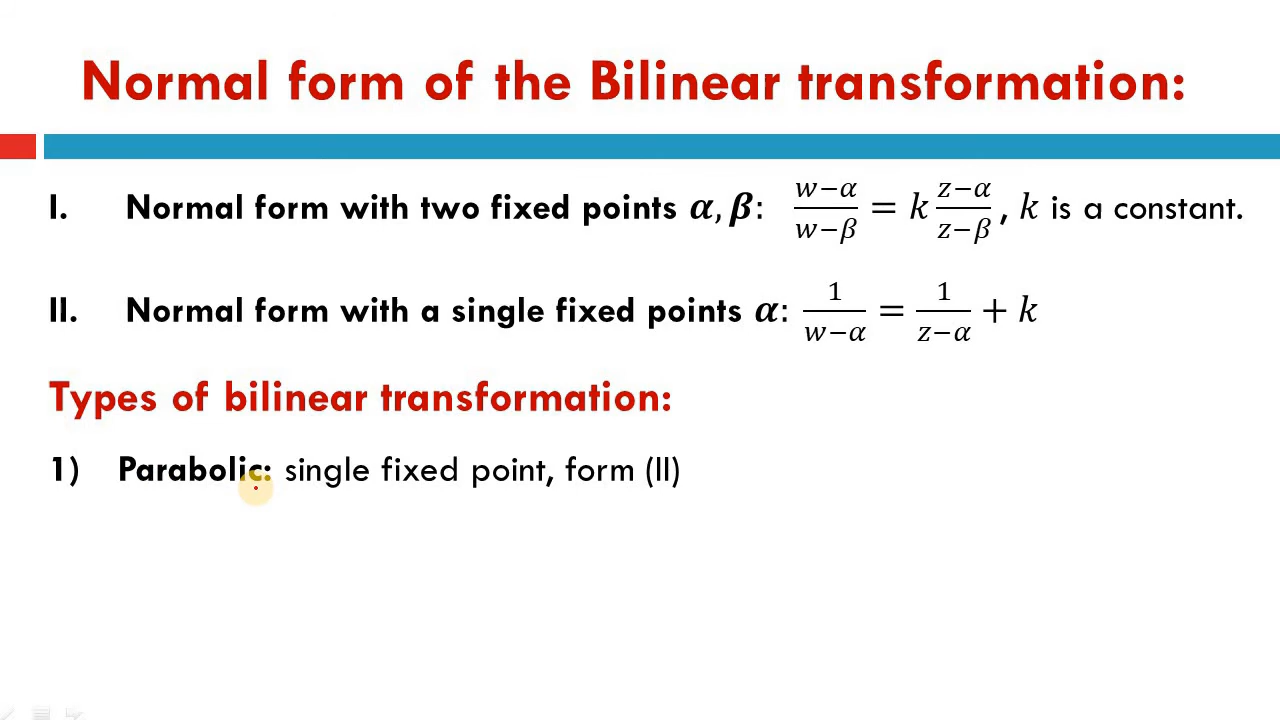 Normal form of the Bilinear transformation:
I. Normal form with two fixed points α, β: (w−α)/(w−β) = k (z−α)/(z−β) , k is a constant.
II. Normal form with a single fixed points α: 1/(w−α) = 1/(z−α) + k
Types of bilinear transformation:
1) Parabolic: single fixed point, form (II)